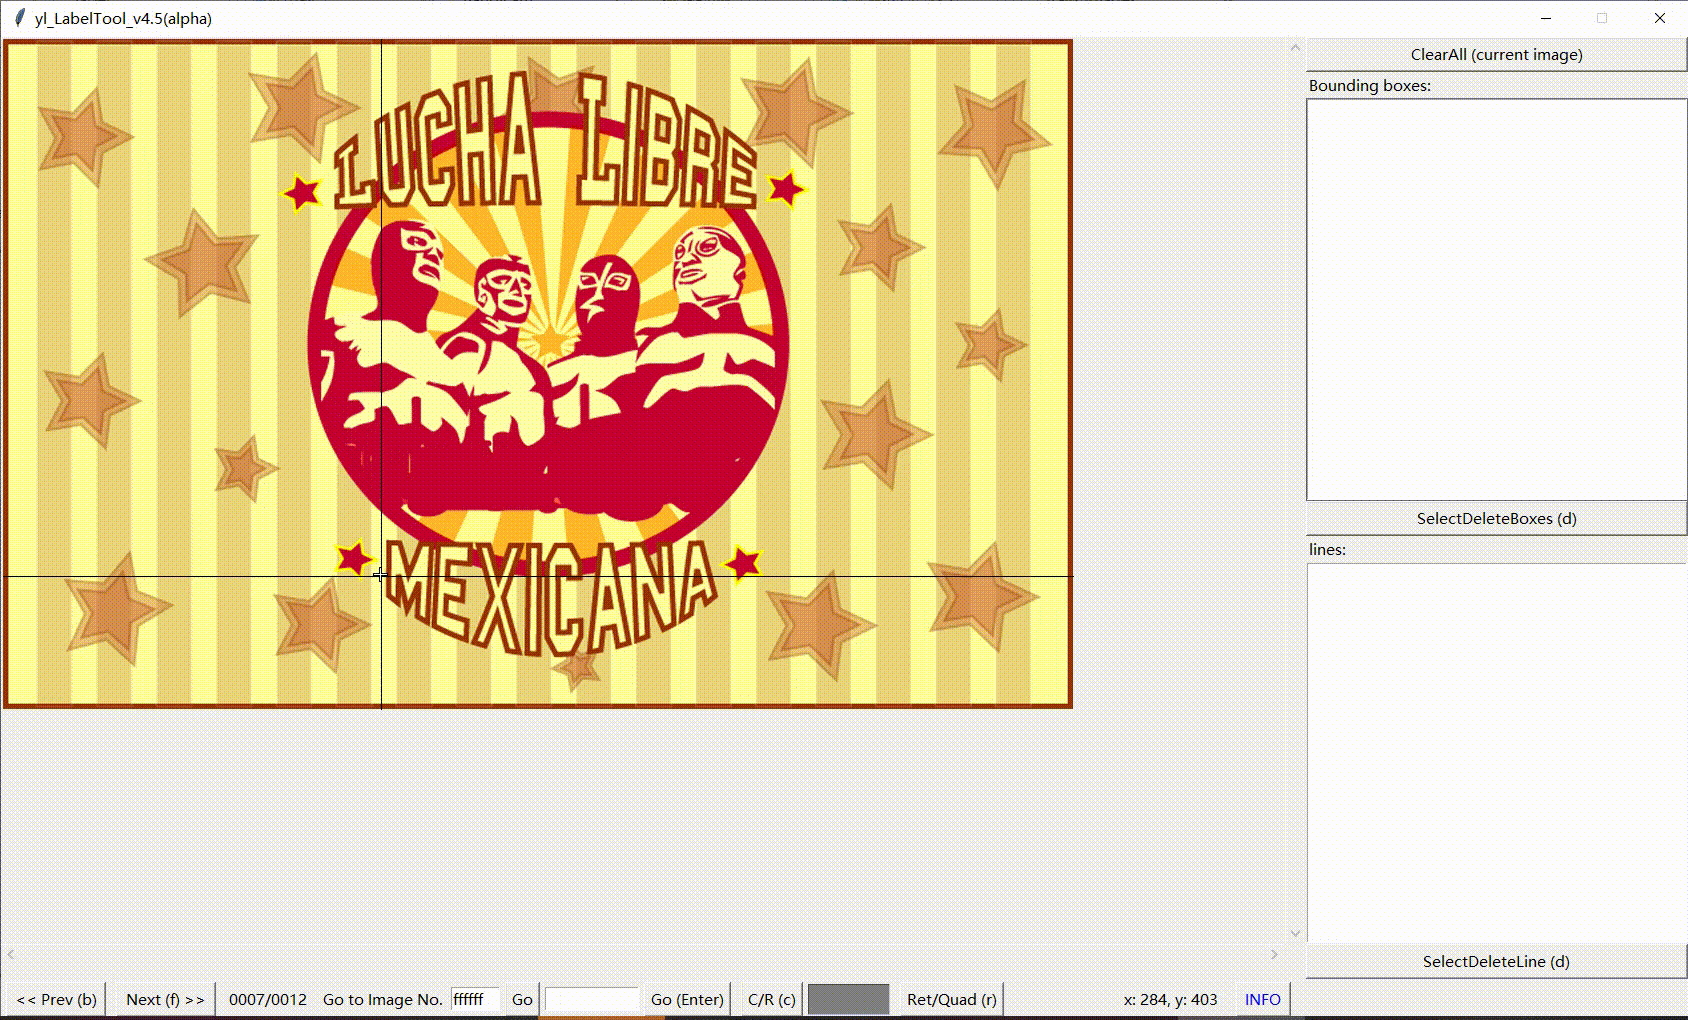 yl_LabelTool_v4.5(alpha)
LUCHA LIBRE
MEXICANA
ClearAll (current image)
Bounding boxes:
SelectDeleteBoxes (d)
lines:
SelectDeleteLine (d)
<< Prev (b) Next (f) >> 0007/0012 Go to Image No. ffffff Go Go (Enter) C/R (c) Ret/Quad (r) x: 284, y: 403 INFO